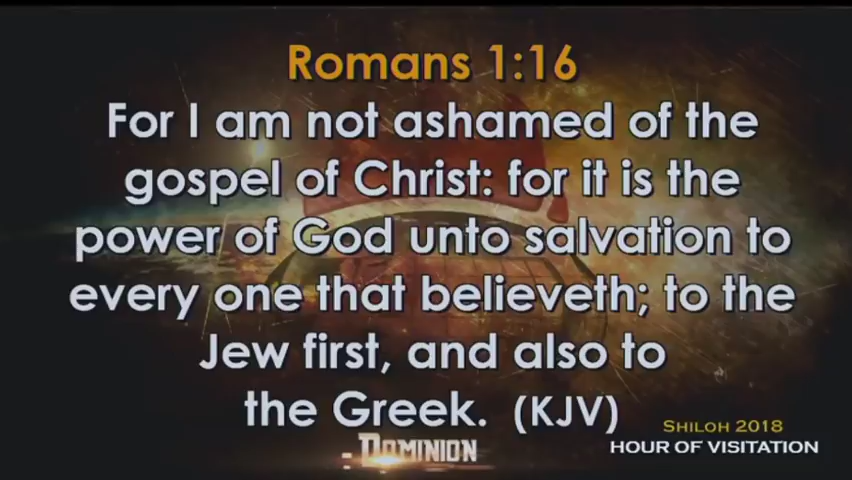 Romans 1:16
For I am not ashamed of the
gospel of Christ: for it is the
power of God unto salvation to
every one that believeth; to the
Jew first, and also to
the Greek. (KJV)
SHILOH 2018
DOMINION
HOUR OF VISITATION